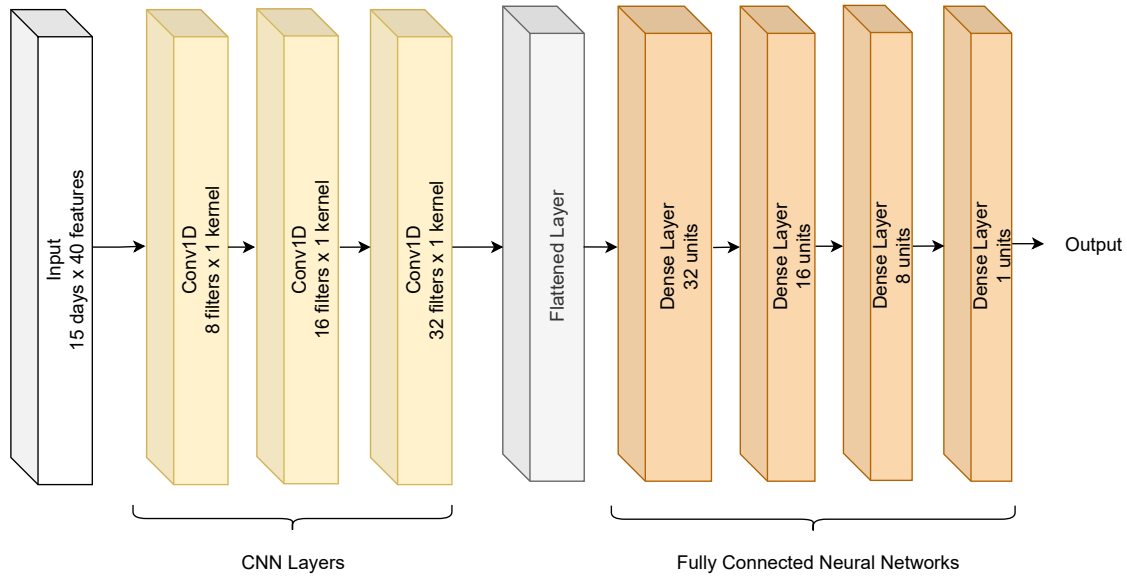 Input
15 days x 40 features
Conv1D
8 filters x 1 kernel
Conv1D
16 filters x 1 kernel
Conv1D
32 filters x 1 kernel
Flattened Layer
Dense Layer
32 units
Dense Layer
16 units
Dense Layer
8 units
Dense Layer
1 units
Output
CNN Layers
Fully Connected Neural Networks